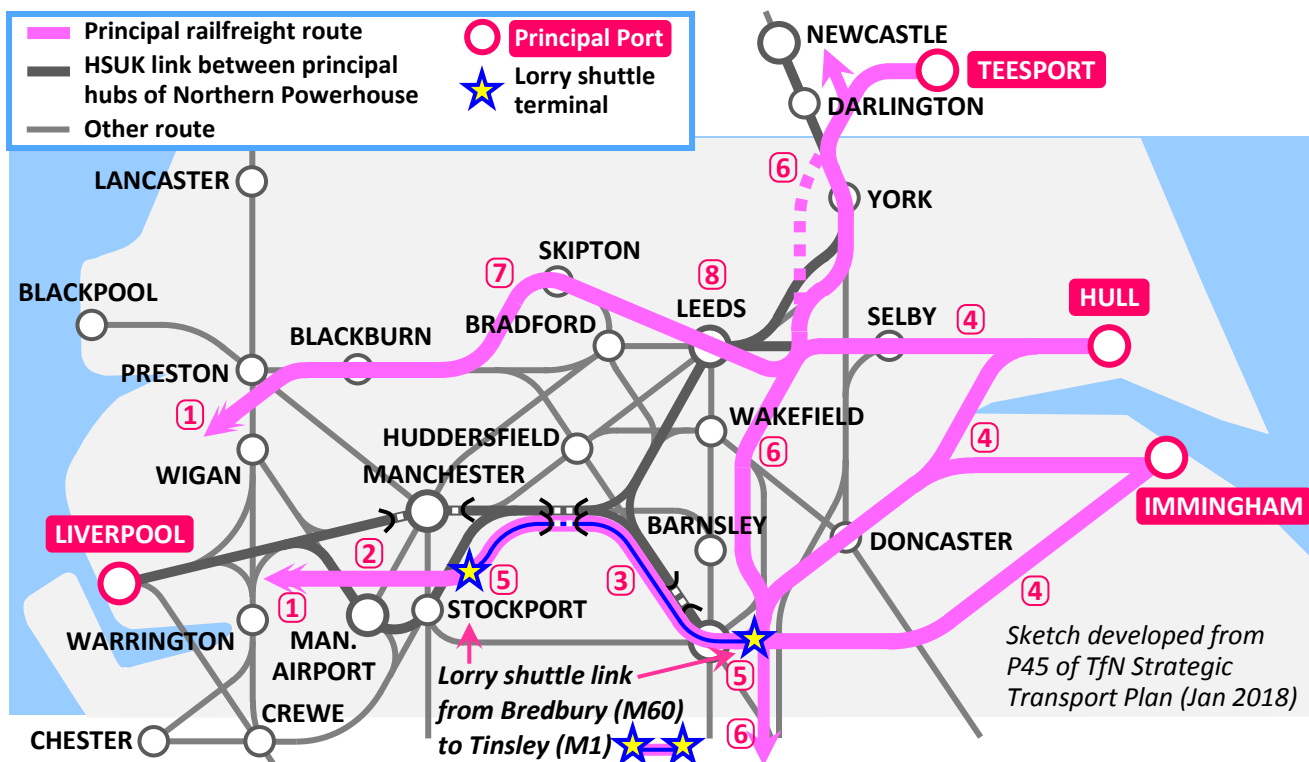 Principal railfreight route
HSUK link between principal
hubs of Northern Powerhouse
Other route
Principal Port
Lorry shuttle
terminal
NEWCASTLE
TEESPORT
DARLINGTON
6
LANCASTER
YORK
SKIPTON
7
8
BLACKPOOL
LEEDS
HULL
BRADFORD
SELBY
4
BLACKBURN
PRESTON
1
WAKEFIELD
HUDDERSFIELD
6
4
WIGAN
MANCHESTER
IMMINGHAM
LIVERPOOL
BARNSLEY
DONCASTER
2
5
3
1
4
STOCKPORT
WARRINGTON
MAN.
AIRPORT
Sketch developed from
P45 of TfN Strategic
Transport Plan (Jan 2018)
5
Lorry shuttle link
from Bredbury (M60)
to Tinsley (M1)
6
CREWE
CHESTER